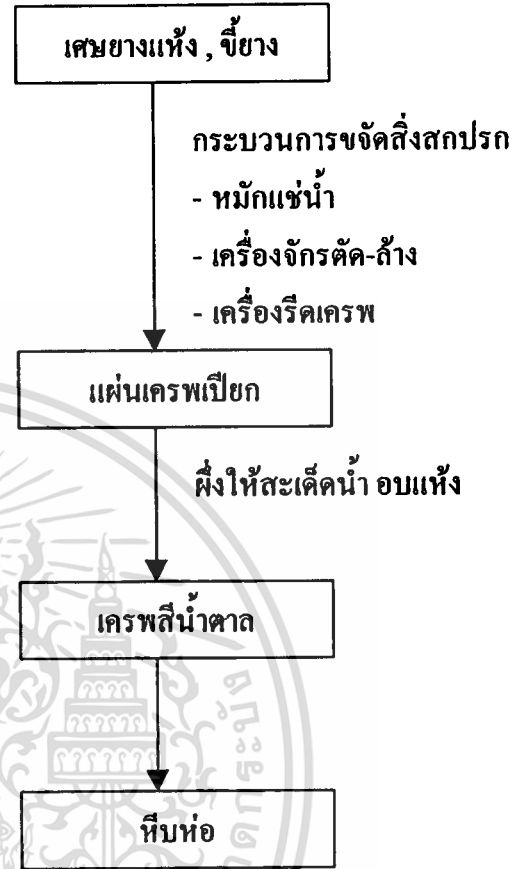 เศษยางแห้ง , ขี้ยาง
กระบวนการขจัดสิ่งสกปรก
- หมักแช่น้ำ
- เครื่องจักรตัด-ล้าง
- เครื่องรีดเครพ
แผ่นเครพเปียก
ผึ่งให้สะเด็ดน้ำ อบแห้ง
เครพสีน้ำตาล
หีบห่อ